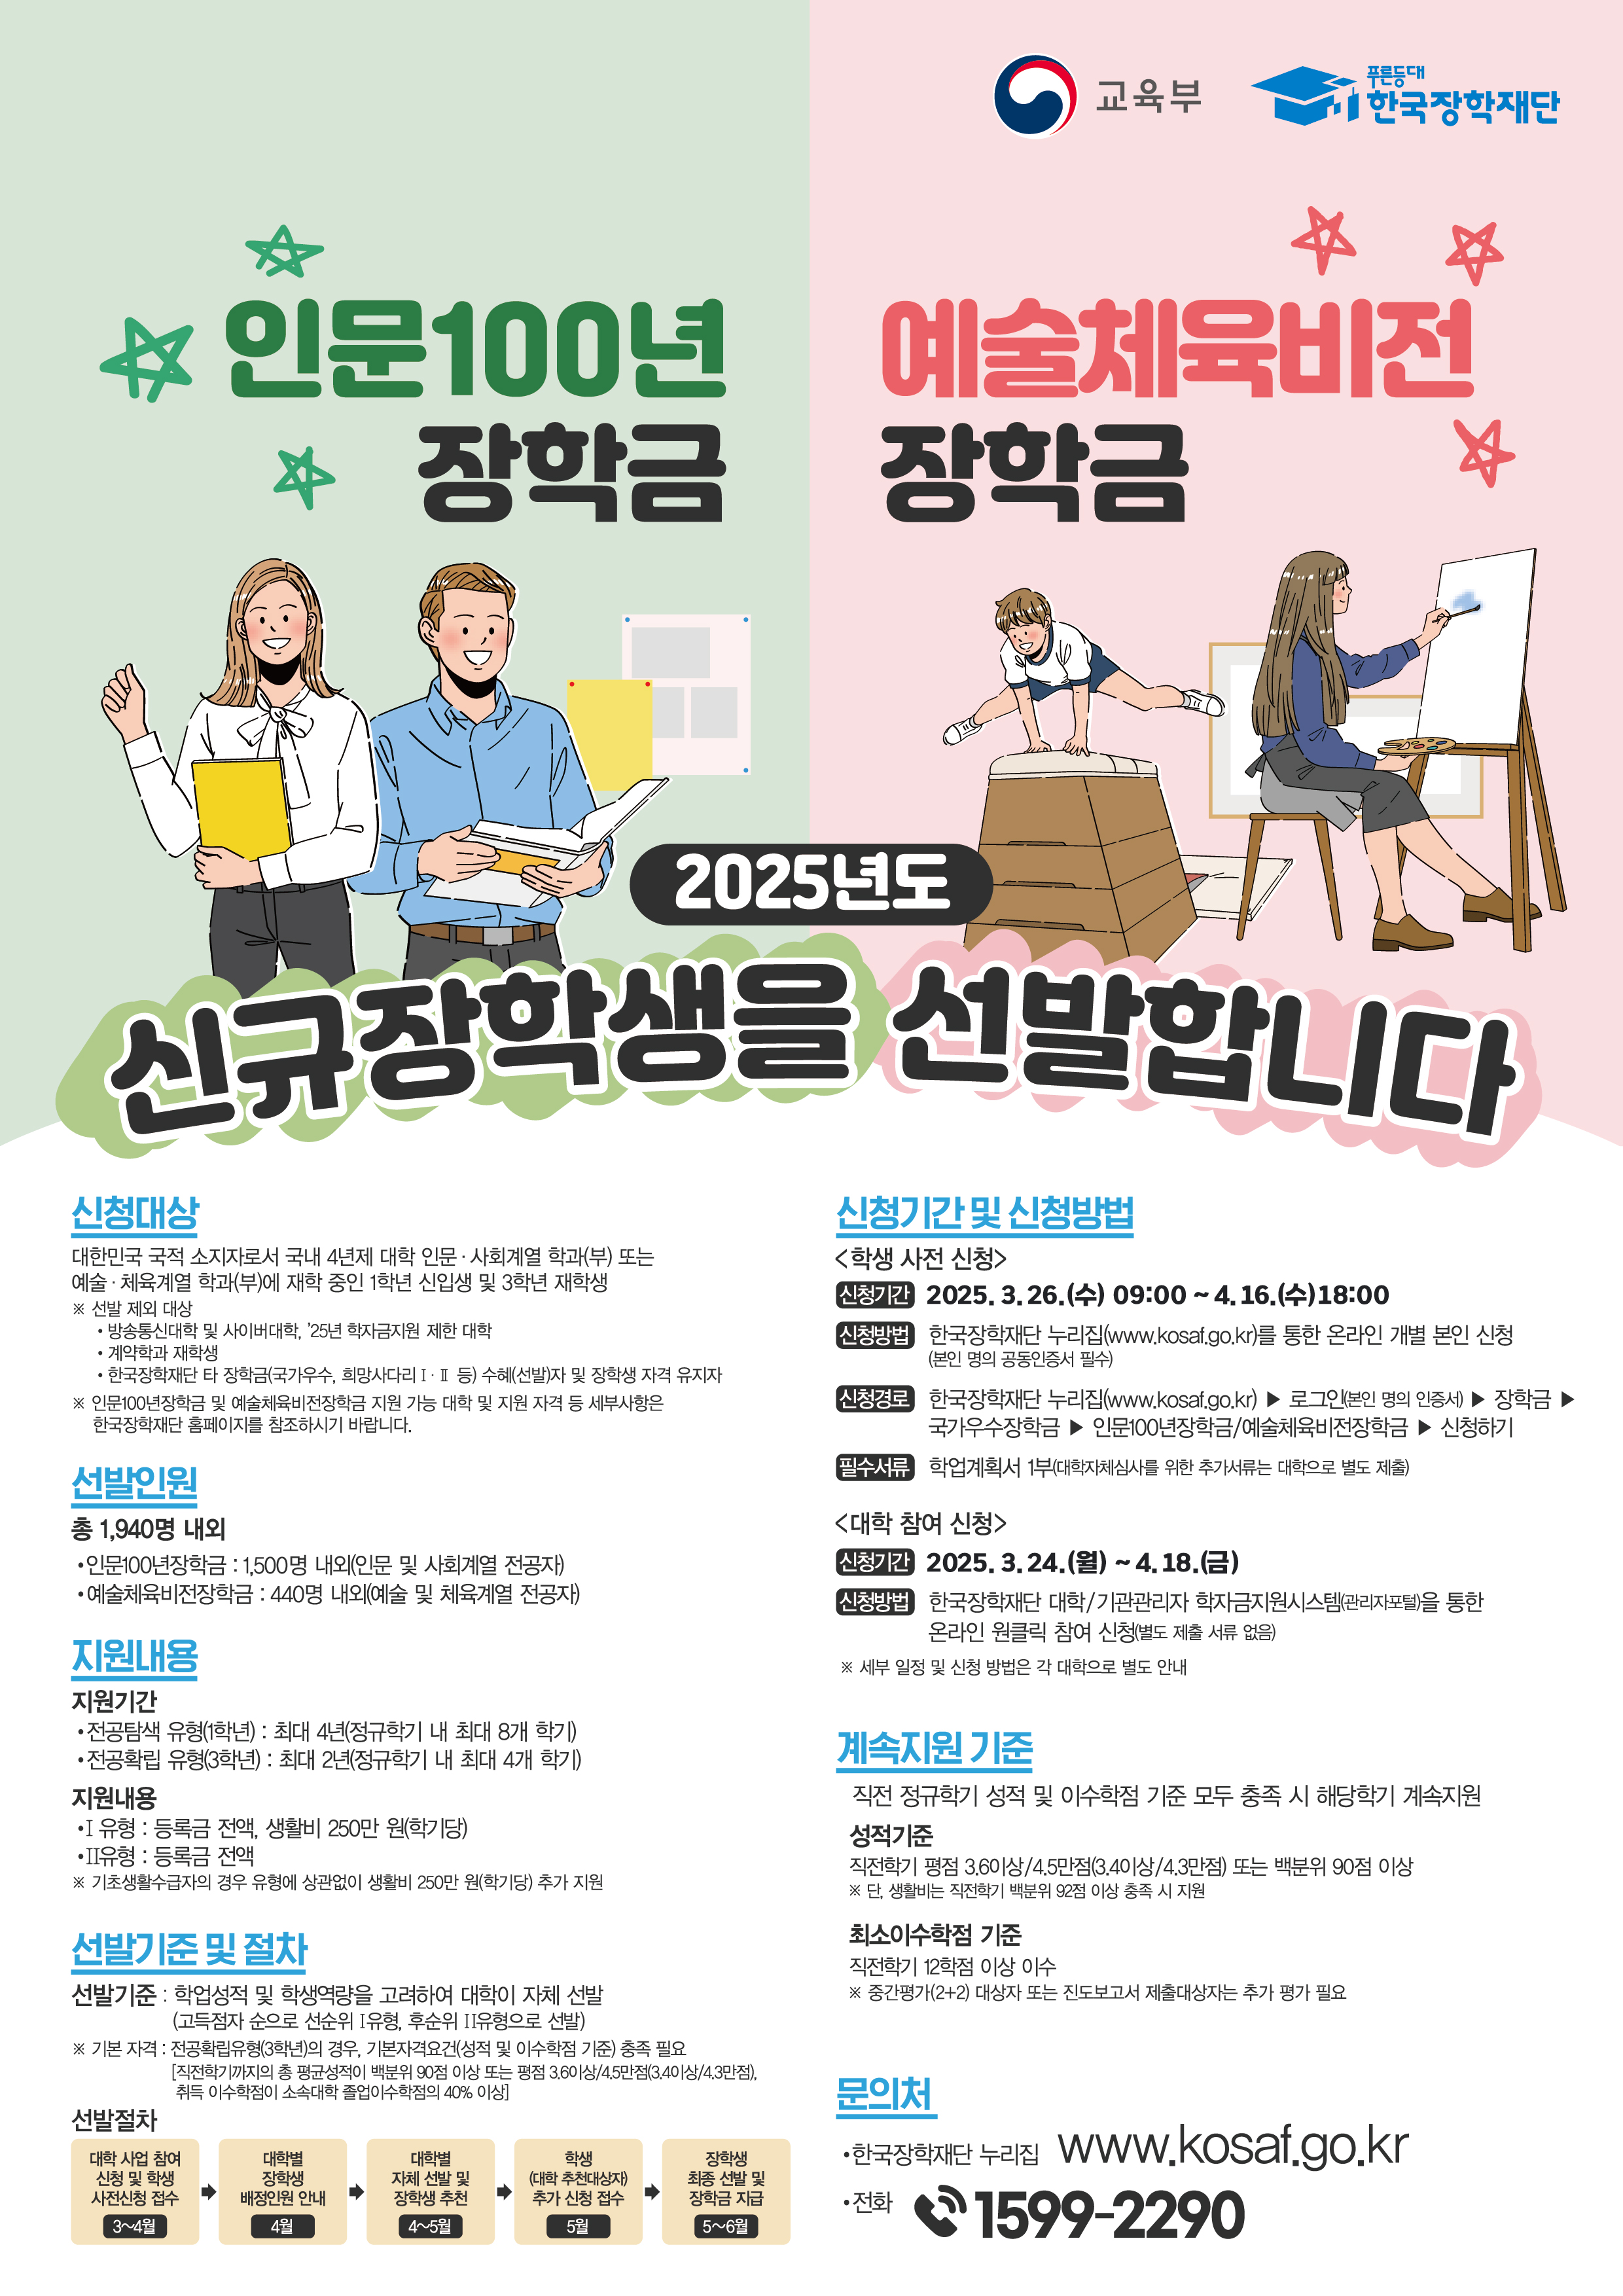 교육부
푸른등대
한국장학재단
인문100년
장학금
예술체육비전
장학금
2025년도
신규장학생을 선발합니다
신청대상
대한민국 국적 소지자로서 국내 4년제 대학 인문·사회계열 학과(부) 또는
예술·체육계열 학과(부)에 재학 중인 1학년 신입생 및 3학년 재학생
※ 선발 제외 대상
• 방송통신대학 및 사이버대학, '25년 학자금지원 제한 대학
• 계약학과 재학생
• 한국장학재단 타 장학금(국가우수, 희망사다리 I · II 등) 수혜(선발)자 및 장학생 자격 유지자
※ 인문100년장학금 및 예술체육비전장학금 지원 가능 대학 및 지원 자격 등 세부사항은
한국장학재단 홈페이지를 참조하시기 바랍니다.
선발인원
총 1,940명 내외
•인문100년장학금 : 1,500명 내외(인문 및 사회계열 전공자)
•예술체육비전장학금 : 440명 내외(예술 및 체육계열 전공자)
지원내용
지원기간
•전공탐색 유형(1학년) : 최대 4년(정규학기 내 최대 8개 학기)
•전공확립 유형(3학년) : 최대 2년(정규학기 내 최대 4개 학기)
지원내용
•I 유형 : 등록금 전액, 생활비 250만 원(학기당)
•II유형 : 등록금 전액
※ 기초생활수급자의 경우 유형에 상관없이 생활비 250만 원(학기당) 추가 지원
선발기준 및 절차
선발기준 : 학업성적 및 학생역량을 고려하여 대학이 자체 선발
(고득점자 순으로 선순위 I유형, 후순위 II유형으로 선발)
※ 기본 자격 : 전공확립유형(3학년)의 경우, 기본자격요건(성적 및 이수학점 기준) 충족 필요
[직전학기까지의 총 평균성적이 백분위 90점 이상 또는 평점 3.6이상/4.5만점(3.4이상/4.3만점),
취득 이수학점이 소속대학 졸업이수학점의 40% 이상]
선발절차
대학 사업 참여
신청 및 학생
사전신청 접수
3~4월
대학별
장학생
배정인원 안내
4월
대학별
자체 선발 및
장학생 추천
4~5월
학생
(대학 추천대상자)
추가 신청 접수
5월
장학생
최종 선발 및
장학금 지급
5~6월
신청기간 및 신청방법
<학생 사전 신청>
신청기간 2025. 3. 26.(수) 09:00 ~ 4. 16.(수)18:00
신청방법 한국장학재단 누리집(www.kosaf.go.kr)를 통한 온라인 개별 본인 신청
(본인 명의 공동인증서 필수)
신청경로 한국장학재단 누리집(www.kosaf.go.kr) ▶ 로그인(본인 명의 인증서) ▶ 장학금 ▶
국가우수장학금 ▶ 인문100년장학금/예술체육비전장학금 ▶ 신청하기
필수서류 학업계획서 1부(대학자체심사를 위한 추가서류는 대학으로 별도 제출)
<대학 참여 신청>
신청기간 2025. 3. 24.(월) ~ 4. 18.(금)
신청방법 한국장학재단 대학/기관관리자 학자금지원시스템(관리자포털)을 통한
온라인 원클릭 참여 신청(별도 제출 서류 없음)
※ 세부 일정 및 신청 방법은 각 대학으로 별도 안내
계속지원 기준
직전 정규학기 성적 및 이수학점 기준 모두 충족 시 해당학기 계속지원
성적기준
직전학기 평점 3.6이상/4.5만점(3.4이상/4.3만점) 또는 백분위 90점 이상
※ 단, 생활비는 직전학기 백분위 92점 이상 충족 시 지원
최소이수학점 기준
직전학기 12학점 이상 이수
※ 중간평가(2+2) 대상자 또는 진도보고서 제출대상자는 추가 평가 필요
문의처
•한국장학재단 누리집 www.kosaf.go.kr
•전화 1599-2290